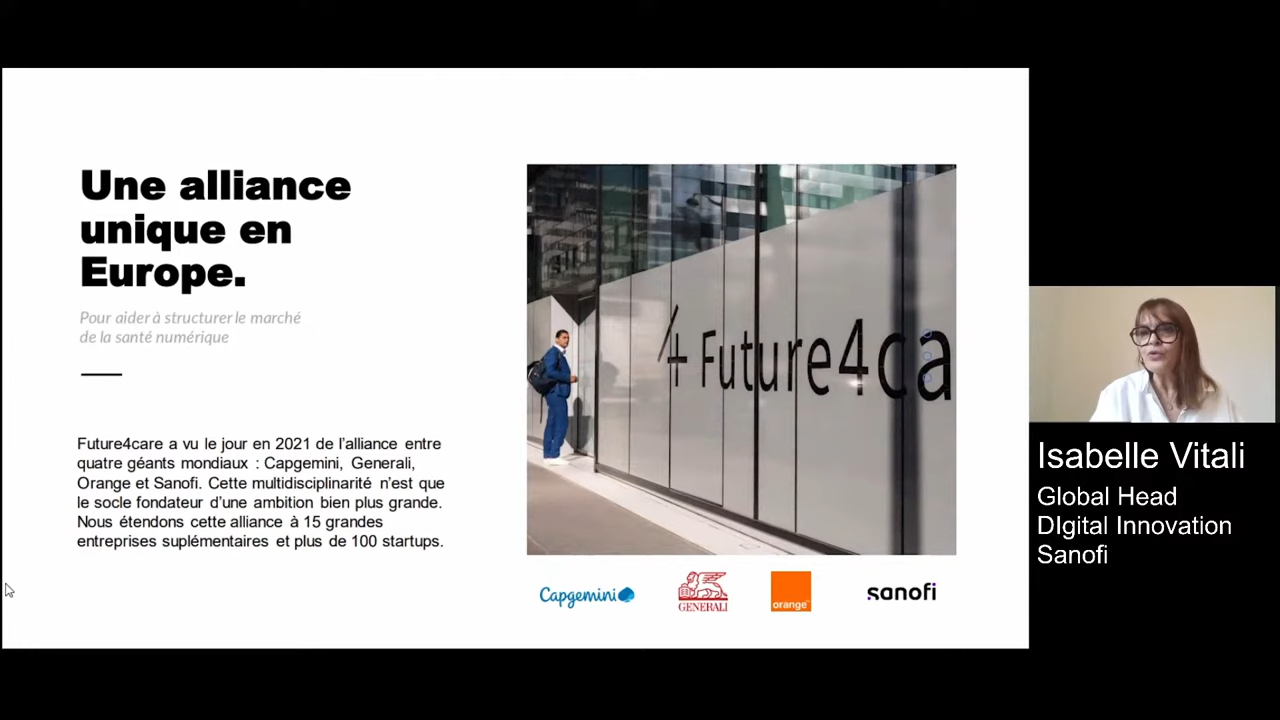 Une alliance
unique en
Europe.
Pour aider à structurer le marché
de la santé numérique
Future4care a vu le jour en 2021 de l'alliance entre
quatre géants mondiaux : Capgemini, Generali,
Orange et Sanofi. Cette multidisciplinarité n'est que
le socle fondateur d'une ambition bien plus grande.
Nous étendons cette alliance à 15 grandes
entreprises suplémentaires et plus de 100 startups.
Future4ca
Capgemini
GENERALI
orange™
sanofi
Isabelle Vitali
Global Head
DIgital Innovation
Sanofi